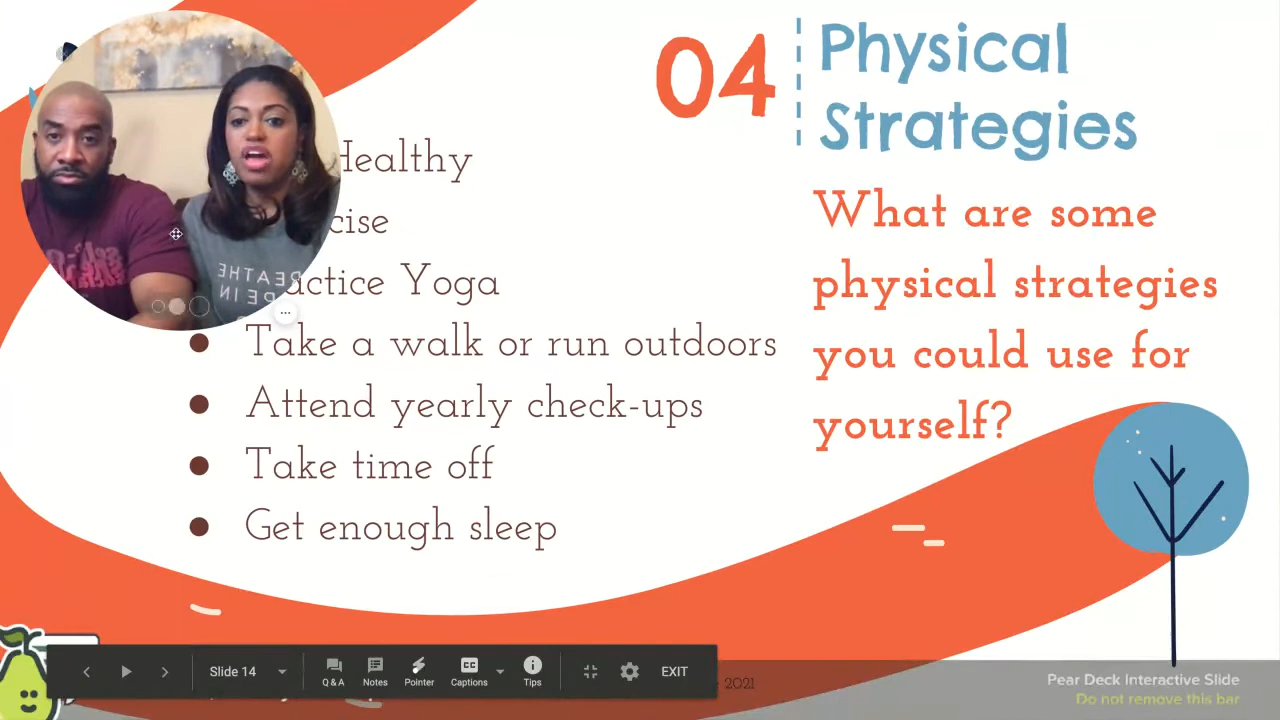 04
Physical
Strategies
Healthy
cise
actice Yoga
Take a walk or run outdoors
Attend yearly check-ups
Take time off
Get enough sleep
What are some
physical strategies
you could use for
yourself?
BREATHE
Slide 14
Q&A
Notes
Pointer
Captions
Tips
EXIT
2021
Pear Deck Interactive Slide
Do not remove this bar